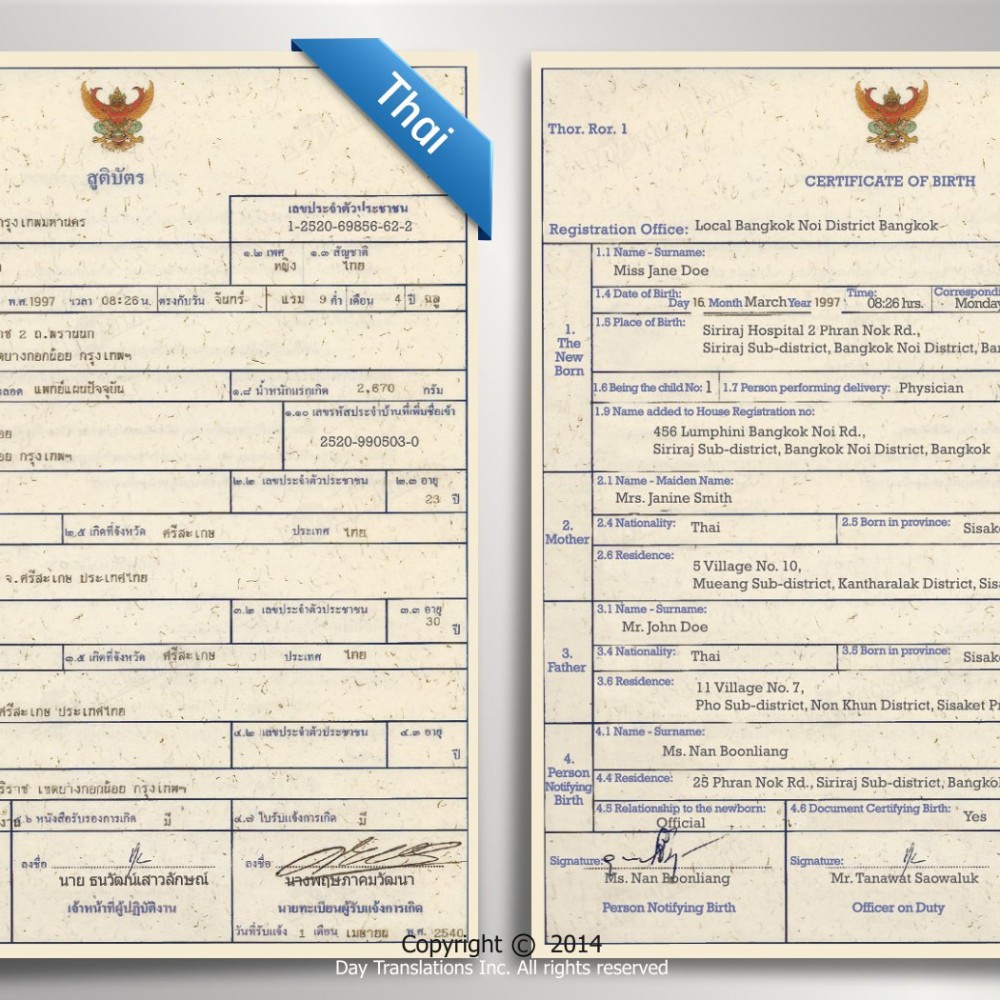 สูติบัตร
กรุงเทพมหานคร
เลขประจำตัวประชาชน
1-2520-69856-62-2
๑.๒ เพศ ๑.๓ สัญชาติ
หญิง ไทย
พ.ศ.1997 เวลา 08:26 น. ตรงกับวัน จันทร์ แรม 9 ค่ำ เดือน 4 ปี ฉลู
ราช 2 ถ.พรานนก
เขตบางกอกน้อย กรุงเทพฯ
แพทย์แผนปัจจุบัน ๑.๘ น้ำหนักแรกเกิด 2,670 กรัม
๑.๑๐ เลขรหัสประจำบ้านที่เพิ่มชื่อเข้า
2520-990503-0
กรุงเทพฯ
๒.๒ เลขประจำตัวประชาชน ๒.๓ อายุ
23 ปี
๒.๕ เกิดที่จังหวัด ศรีสะเกษ ประเทศ ไทย
จ.ศรีสะเกษ ประเทศไทย
๓.๒ เลขประจำตัวประชาชน ๓.๓ อายุ
30 ปี
๑.๕ เกิดที่จังหวัด ศรีสะเกษ ประเทศ ไทย
ศรีสะเกษ ประเทศไทย
๔.๒ เลขประจำตัวประชาชน ๔.๓ อายุ
ปี
ศิริราช เขตบางกอกน้อย กรุงเทพฯ
๔.๖ หนังสือรับรองการเกิด มี ๔.๗ ใบรับแจ้งการเกิด มี
ลงชื่อ ลงชื่อ
นาย ธนวัฒน์เสาวลักษณ์ นางพฤษภาคมวัฒนา
เจ้าหน้าที่ผู้ปฏิบัติงาน นายทะเบียนผู้รับแจ้งการเกิด
วันที่รับแจ้ง 1 เดือน เมษายน พ.ศ. 2540
Thai
Thor. Ror. 1
CERTIFICATE OF BIRTH
Registration Office: Local Bangkok Noi District Bangkok
1.1 Name - Surname:
Miss Jane Doe
1.4 Date of Birth: Time: Correspondi
Day 16 Month March Year 1997 08:26 hrs. Monday
1.5 Place of Birth: Siriraj Hospital 2 Phran Nok Rd.,
Siriraj Sub-district, Bangkok Noi District, Ban
1. The New Born
1.6 Being the child No: 1 1.7 Person performing delivery: Physician
1.9 Name added to House Registration no:
456 Lumphini Bangkok Noi Rd.,
Siriraj Sub-district, Bangkok Noi District, Bangkok
2.1 Name - Maiden Name:
Mrs. Janine Smith
2. Mother
2.4 Nationality: Thai 2.5 Born in province: Sisake
2.6 Residence:
5 Village No. 10,
Mueang Sub-district, Kantharalak District, Sis
3.1 Name - Surname:
Mr. John Doe
3. Father
3.4 Nationality: Thai 3.5 Born in province: Sisake
3.6 Residence: 11 Village No. 7,
Pho Sub-district, Non Khun District, Sisaket Pr
4.1 Name - Surname:
Ms. Nan Boonliang
4. Person Notifying Birth
4.4 Residence: 25 Phran Nok Rd., Siriraj Sub-district, Bangkok
4.5 Relationship to the newborn: 4.6 Document Certifying Birth: Yes
Official
Signature: Signature:
Ms. Nan Boonliang Mr. Tanawat Saowaluk
Person Notifying Birth Officer on Duty
Copyright © 2014
Day Translations Inc. All rights reserved